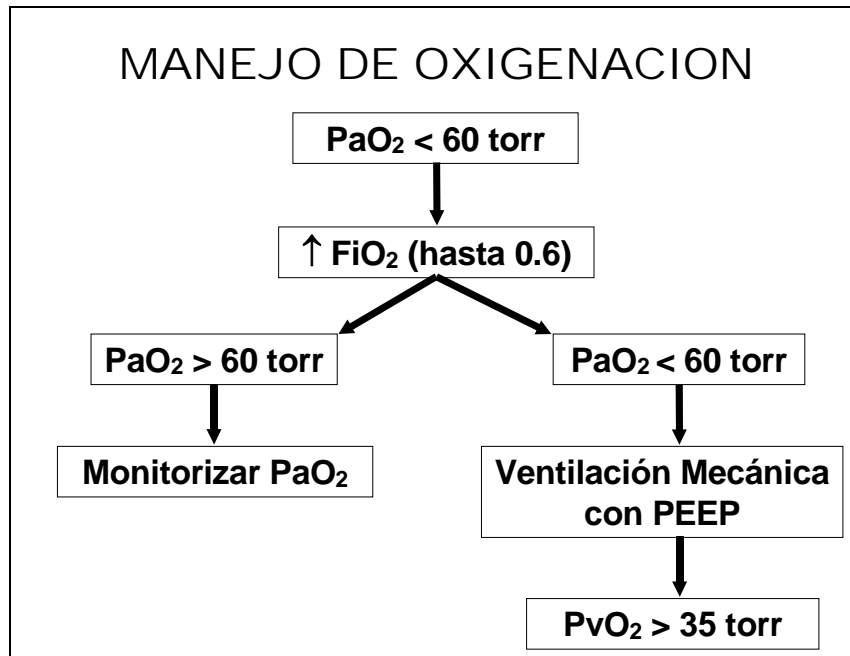 MANEJO DE OXIGENACION
PaO₂ < 60 torr
↑ FiO₂ (hasta 0.6)
PaO₂ > 60 torr
PaO₂ < 60 torr
Monitorizar PaO₂
Ventilación Mecánica
con PEEP
PvO₂ > 35 torr